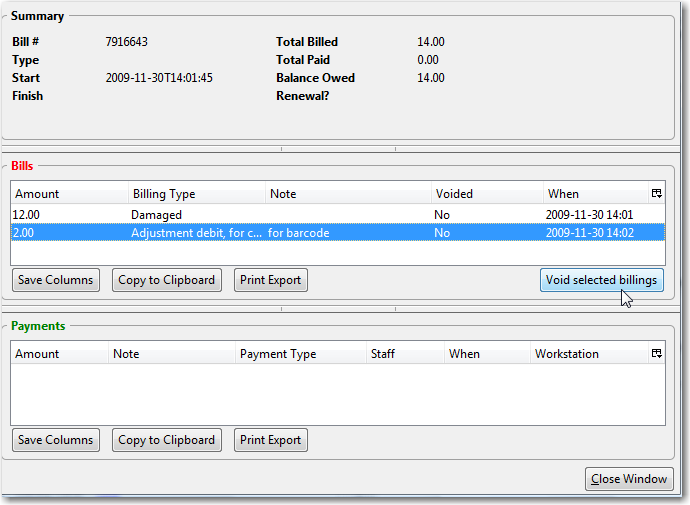 Summary
Bill # 7916643 Total Billed 14.00
Type Total Paid 0.00
Start 2009-11-30T14:01:45 Balance Owed 14.00
Finish Renewal?
Bills
Amount Billing Type Note Voided When
12.00 Damaged No 2009-11-30 14:01
2.00 Adjustment debit, for c... for barcode No 2009-11-30 14:02
Save Columns Copy to Clipboard Print Export Void selected billings
Payments
Amount Note Payment Type Staff When Workstation
Save Columns Copy to Clipboard Print Export
Close Window